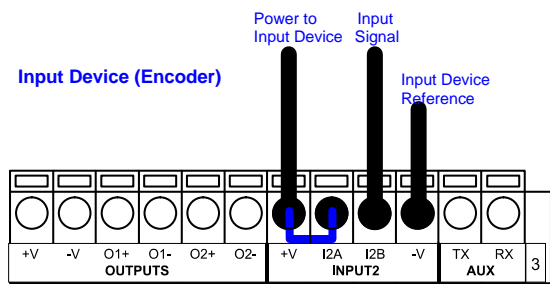 Power to
Input Device
Input
Signal
Input Device (Encoder)
Input Device
Reference
+V -V O1+ O1- O2+ O2- +V I2A I2B -V TX RX
OUTPUTS INPUT2 AUX 3